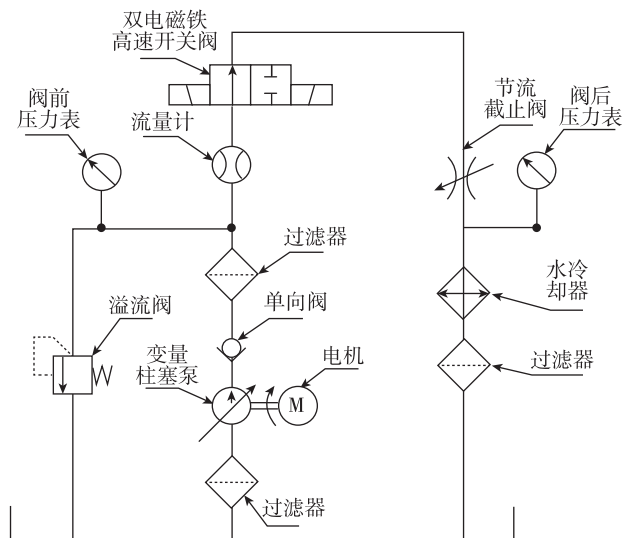 双电磁铁
高速开关阀
阀前
压力表
流量计
节流
截止阀
阀后
压力表
过滤器
水冷
却器
溢流阀
单向阀
变量
柱塞泵
电机
过滤器
M
过滤器